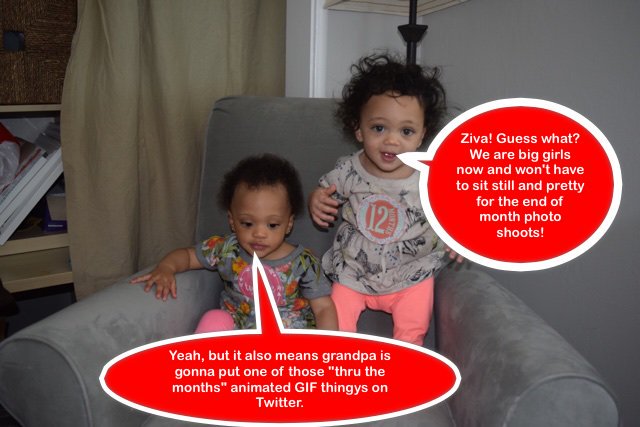 Ziva! Guess what?
We are big girls
now and won't have
to sit still and pretty
for the end of
month photo
shoots!
12
MONTHS
Yeah, but it also means grandpa is
gonna put one of those "thru the
months" animated GIF thingys on
Twitter.